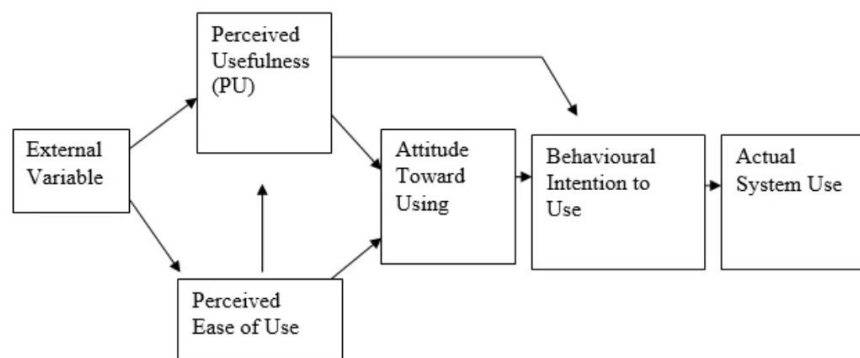 Perceived
Usefulness
(PU)
External
Variable
Attitude
Toward
Using
Behavioural
Intention to
Use
Actual
System Use
Perceived
Ease of Use